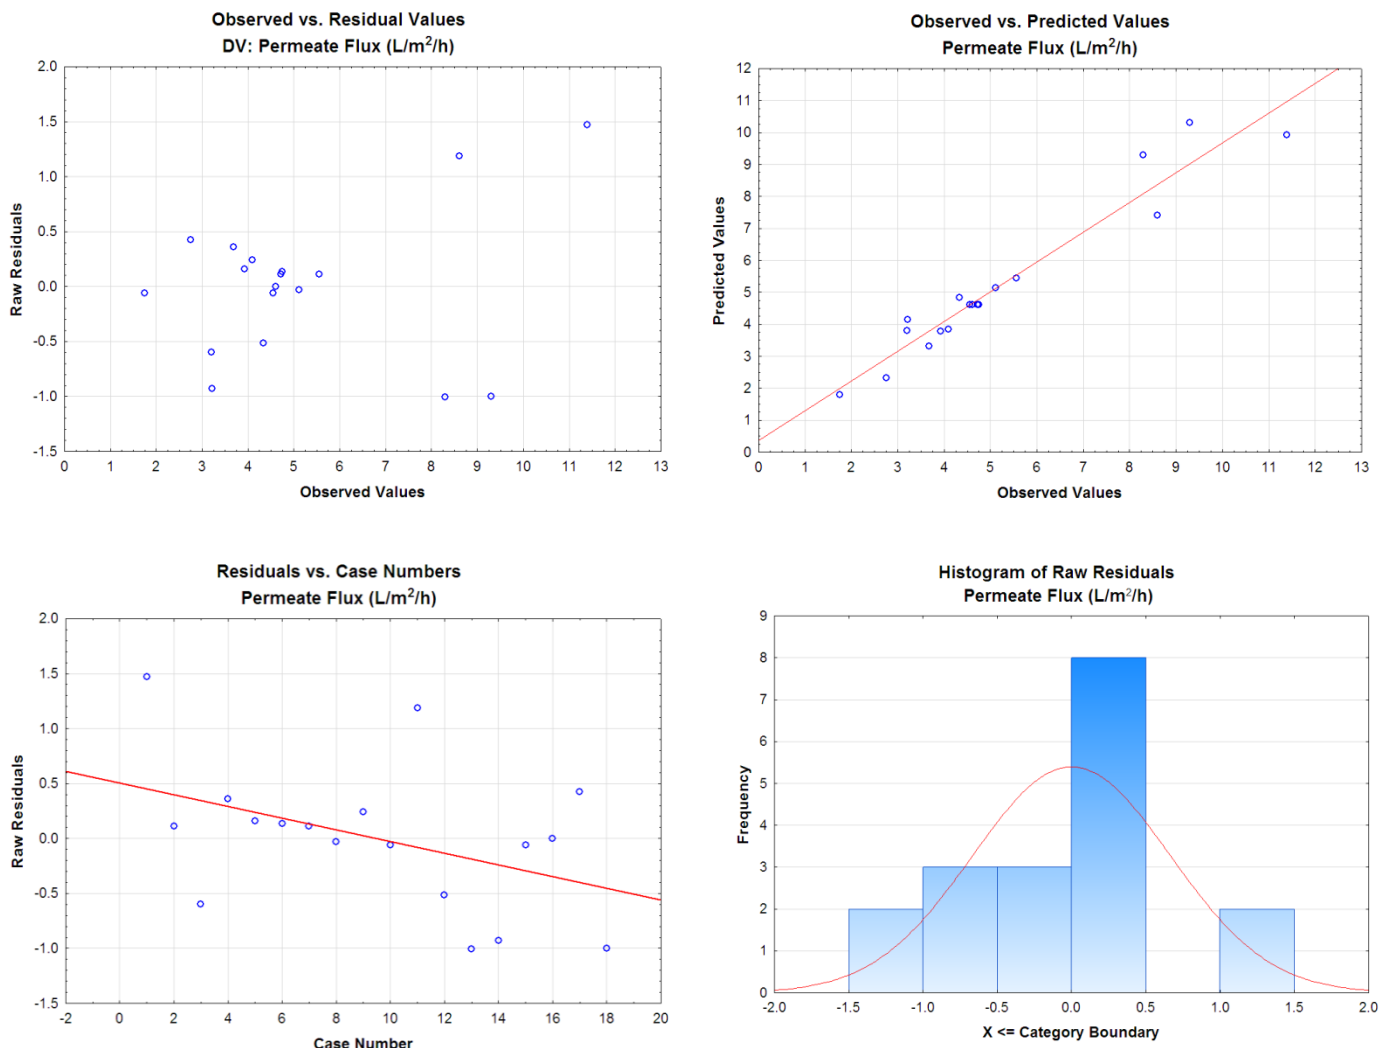 Observed vs. Residual Values
DV: Permeate Flux (L/m²/h)
2.0
1.5
1.0
0.5
0.0
-0.5
-1.0
-1.5
Raw Residuals
0 1 2 3 4 5 6 7 8 9 10 11 12 13
Observed Values
Observed vs. Predicted Values
Permeate Flux (L/m²/h)
12
11
10
9
8
7
6
5
4
3
2
1
0
Predicted Values
0 1 2 3 4 5 6 7 8 9 10 11 12 13
Observed Values
Residuals vs. Case Numbers
Permeate Flux (L/m²/h)
2.0
1.5
1.0
0.5
0.0
-0.5
-1.0
-1.5
Raw Residuals
-2 0 2 4 6 8 10 12 14 16 18 20
Case Number
Histogram of Raw Residuals
Permeate Flux (L/m²/h)
9
8
7
6
5
4
3
2
1
0
Frequency
-2.0 -1.5 -1.0 -0.5 0.0 0.5 1.0 1.5 2.0
X <= Category Boundary